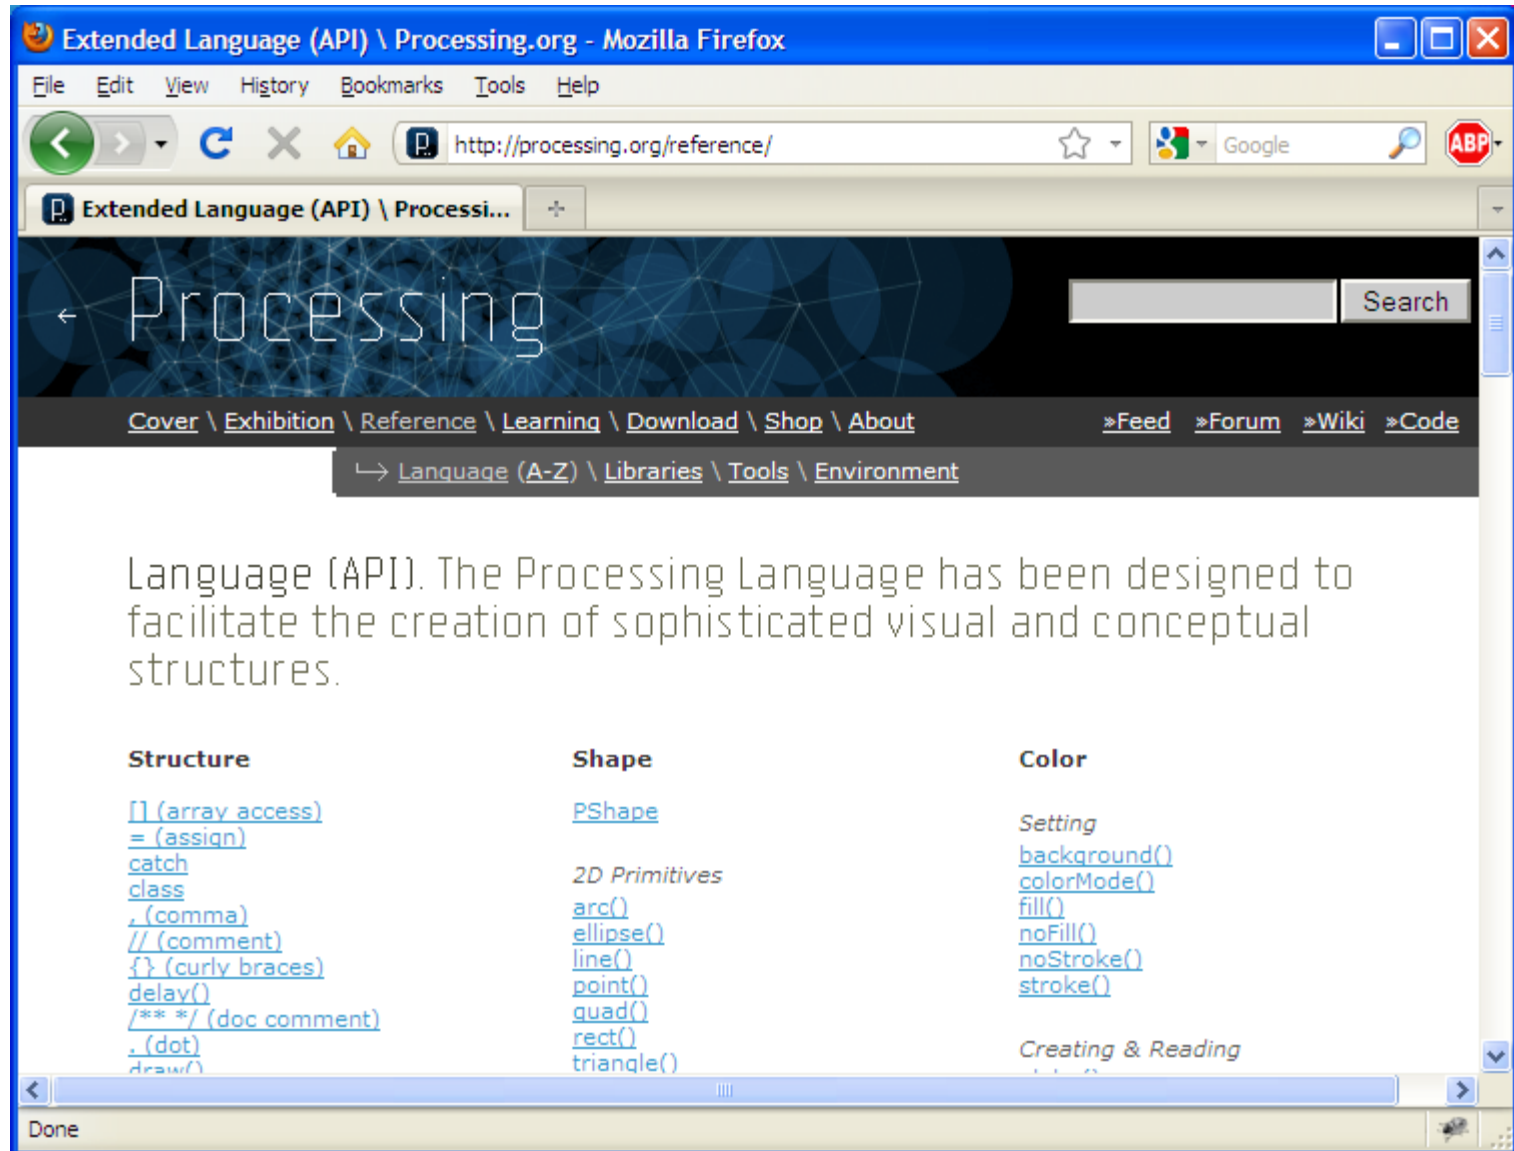 Extended Language (API) \ Processing.org - Mozilla Firefox
File Edit View History Bookmarks Tools Help
http://processing.org/reference/ Google ABP
Extended Language (API) \ Processi...
← Processing Search
Cover \ Exhibition \ Reference \ Learning \ Download \ Shop \ About »Feed »Forum »Wiki »Code
Language (A-Z) \ Libraries \ Tools \ Environment
Language (API). The Processing Language has been designed to
facilitate the creation of sophisticated visual and conceptual
structures.
Structure
[] (array access)
= (assign)
catch
class
, (comma)
// (comment)
{} (curly braces)
delay()
/** */ (doc comment)
. (dot)
draw()
Shape
PShape
2D Primitives
arc()
ellipse()
line()
point()
quad()
rect()
triangle()
Color
Setting
background()
colorMode()
fill()
noFill()
noStroke()
stroke()
Creating & Reading
Done